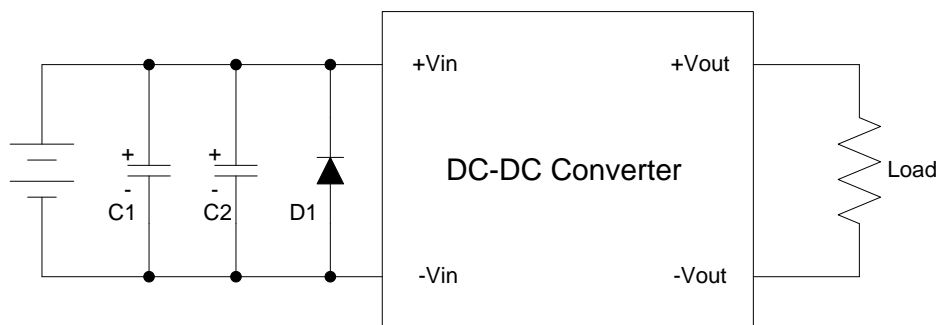 +Vin
+Vout
+
+
DC-DC Converter
Load
-
-
C1
C2
D1
-Vin
-Vout